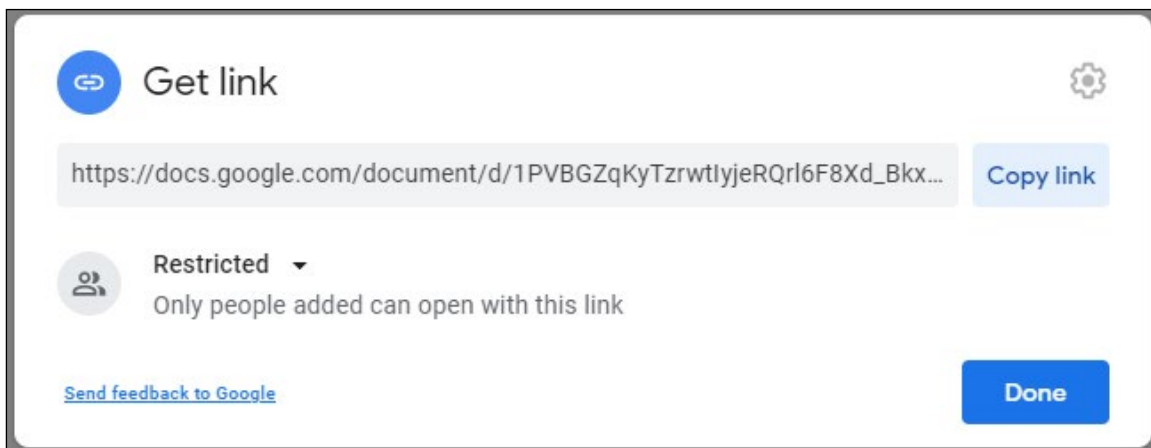 Get link
https://docs.google.com/document/d/1PVBGZqKyTzrwtIyjeRQrl6F8Xd_Bkx...
Copy link
Restricted
Only people added can open with this link
Send feedback to Google
Done